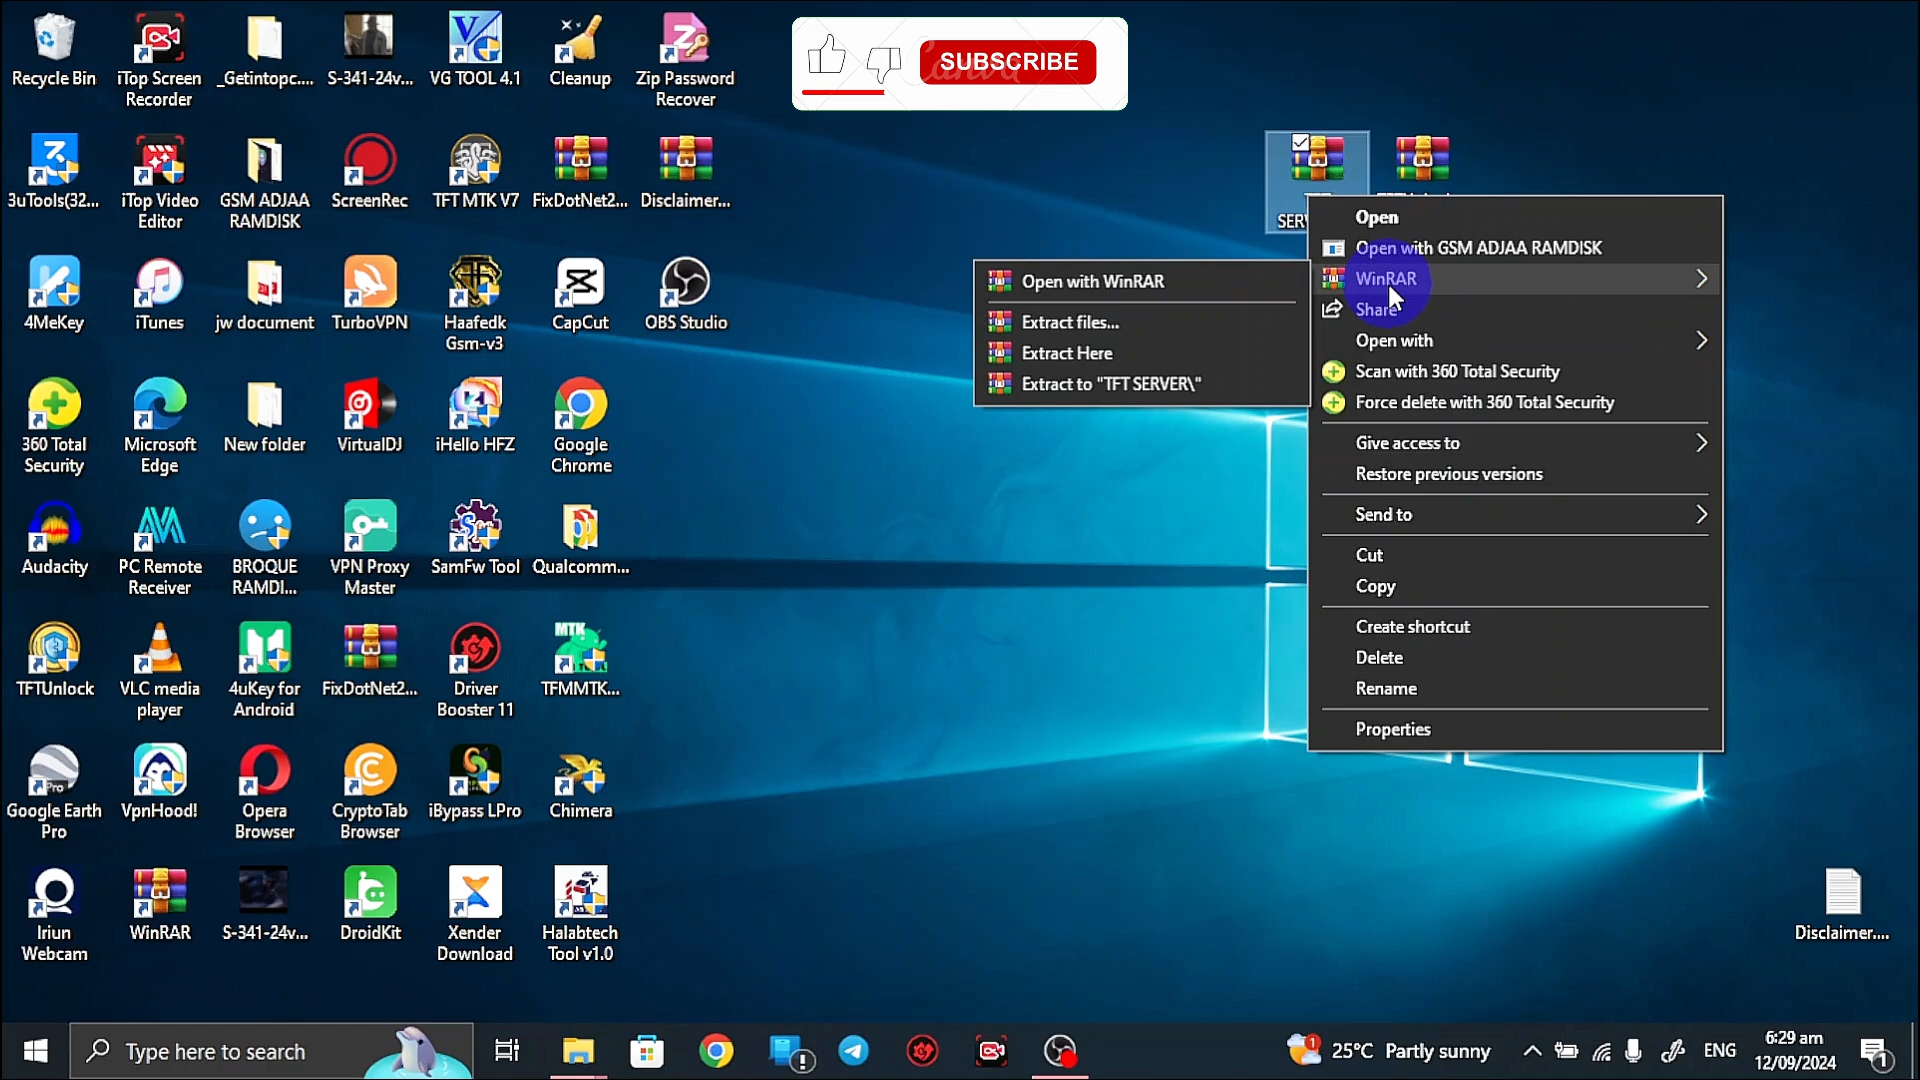 Recycle Bin
iTop Screen
Recorder
_Getintopc....
S-341-24v...
VG TOOL 4.1
Cleanup
Zip Password
Recover
SUBSCRIBE
3uTools(32...
iTop Video
Editor
GSM ADJAA
RAMDISK
ScreenRec
TFT MTK V7
FixDotNet2...
Disclaimer...
4MeKey
iTunes
jw document
TurboVPN
Haafedk
Gsm-v3
CapCut
OBS Studio
360 Total
Security
Microsoft
Edge
New folder
VirtualDJ
iHello HFZ
Google
Chrome
Audacity
PC Remote
Receiver
BROQUE
RAMDI...
VPN Proxy
Master
SamFw Tool
Qualcomm...
TFTUnlock
VLC media
player
4uKey for
Android
FixDotNet2...
Driver
Booster 11
MTK
TFMMTK...
Google Earth
Pro
VpnHood!
Opera
Browser
CryptoTab
Browser
iBypass LPro
Chimera
Iriun
Webcam
WinRAR
S-341-24v...
DroidKit
Xender
Download
Halabtech
Tool v1.0
Open with WinRAR
Extract files...
Extract Here
Extract to "TFT SERVER\"
Open
Open with GSM ADJAA RAMDISK
WinRAR
Share
Open with
Scan with 360 Total Security
Force delete with 360 Total Security
Give access to
Restore previous versions
Send to
Cut
Copy
Create shortcut
Delete
Rename
Properties
Disclaimer....
Type here to search
1
25°C Partly sunny
ENG
6:29 am
12/09/2024
1